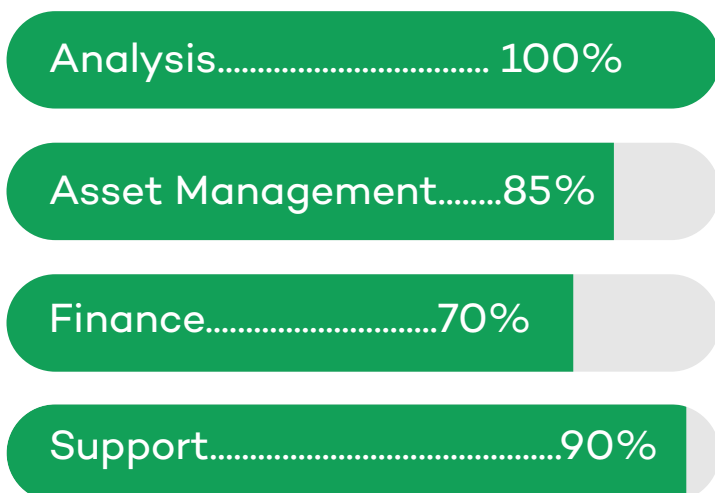 Analysis.................................. 100%
Asset Management........85%
Finance.............................70%
Support............................................90%